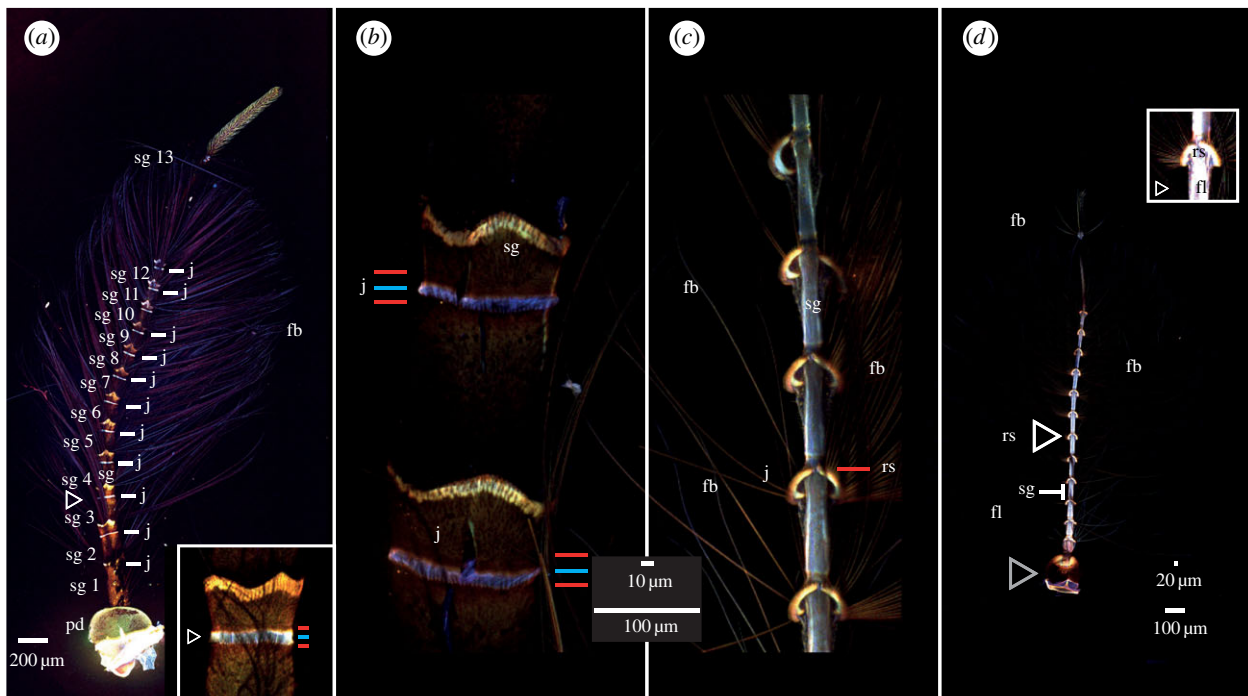 (a)
sg 13
sg 12
j
sg 11
j
sg 10
fb
sg 9
j
sg 8
j
sg 7
j
sg 6
j
sg 5
j
sg
j
sg 4
j
sg 3
j
sg 2
j
sg 1
pd
200 µm
(b)
sg
j
j
10 µm
100 µm
(c)
fb
sg
fb
j
rs
fb
(d)
rs
fl
fb
fb
rs
sg
fl
20 µm
100 µm